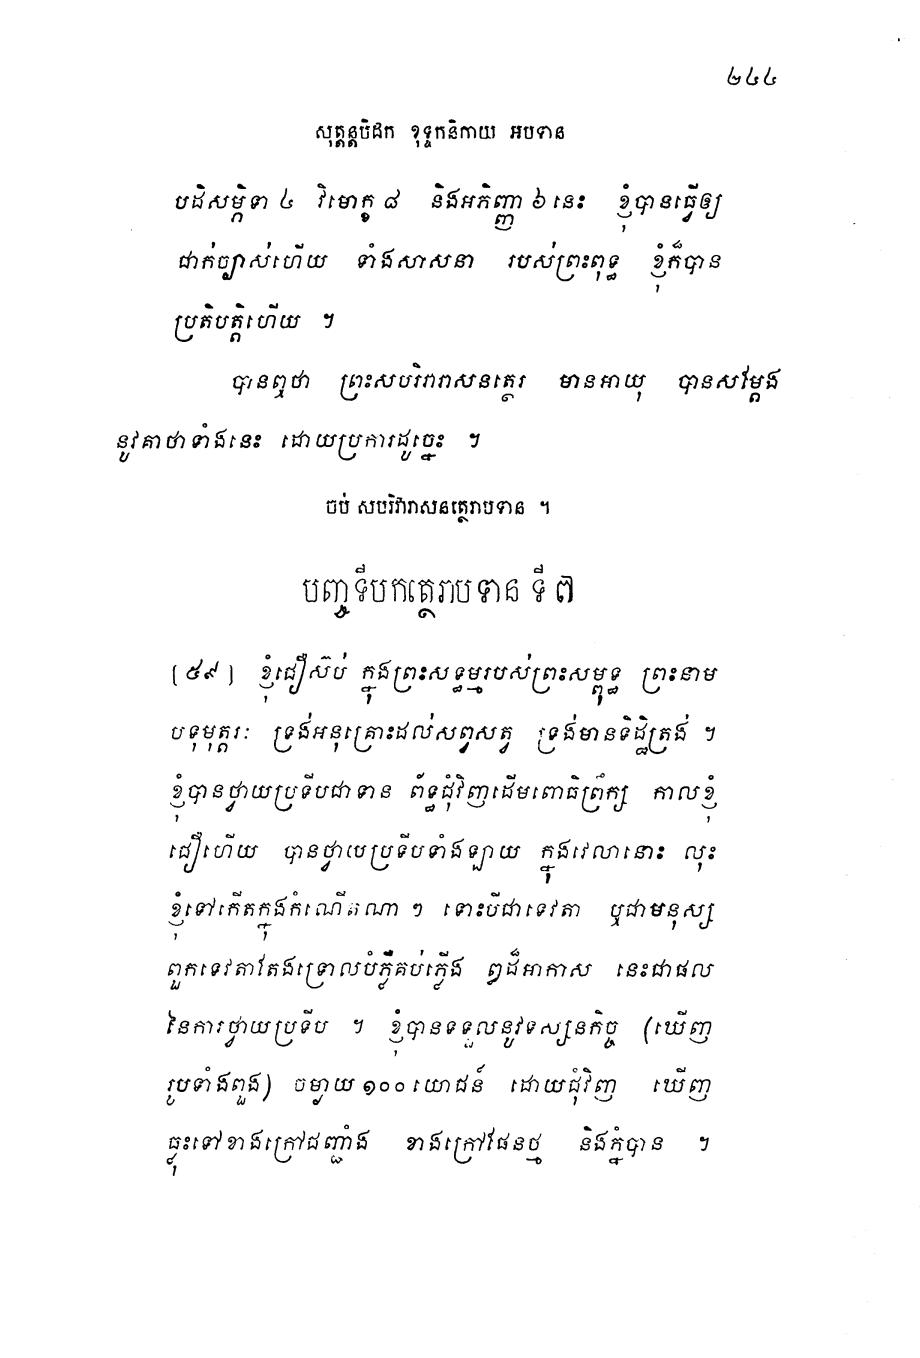 ២៤៤
សុត្តន្តបិដក ខុទ្ទកនិកាយ អបទាន
បដិសម្ភិទា ៤ វិមោក្ខ ៨ និងអភិញ្ញា ៦ នេះ ខ្ញុំបានធ្វើឲ្យ
ជាក់ច្បាស់ហើយ ទាំងសាសនា របស់ព្រះពុទ្ធ ខ្ញុំក៏បាន
ប្រតិបត្តិហើយ ។
បានឮថា ព្រះសបរិវារាសនត្ថេរ មានអាយុ បានសម្តែង
នូវគាថាទាំងនេះ ដោយប្រការដូច្នេះ ។
ចប់ សបរិវារាសនត្ថេរាបទាន ។
បញ្ចទីបកត្ថេរាបទាន ទី ៧
[៥៩] ខ្ញុំជឿស៊ប់ ក្នុងព្រះសទ្ធម្មរបស់ព្រះសម្ពុទ្ធ ព្រះនាម
បទុមុត្តរៈ ទ្រង់អនុគ្រោះដល់សព្វសត្វ ទ្រង់មានទិដ្ឋិត្រង់ ។
ខ្ញុំបានថ្វាយប្រទីបជាទាន ព័ទ្ធជុំវិញដើមពោធិព្រឹក្ស កាលខ្ញុំ
ជឿហើយ បានថ្វាយប្រទីបទាំងឡាយ ក្នុងវេលានោះ លុះ
ខ្ញុំទៅកើតក្នុងកំណើតណា ៗ ទោះបីជាទេវតា ឬជាមនុស្ស
ពួកទេវតាតែងទ្រោលបំភ្លឺគប់ភ្លើង ឰដ៏អាកាស នេះជាផល
នៃការថ្វាយប្រទីប ។ ខ្ញុំបានទទួលនូវទស្សនកិច្ច (ឃើញ
រូបទាំងពួង) ចម្ងាយ ១០០ យោជន៍ ដោយជុំវិញ ឃើញ
ធ្លុះទៅខាងក្រៅជញ្ជាំង ខាងក្រៅផែនថ្ម និងភ្នំបាន ។